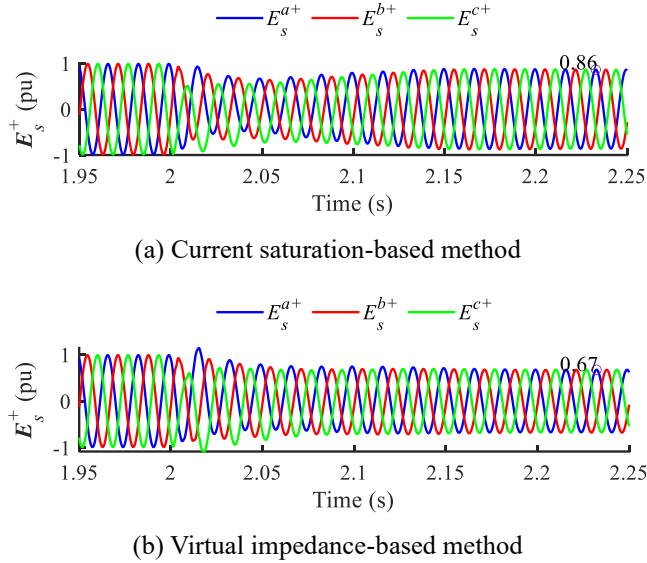 E_s^{a+} E_s^{b+} E_s^{c+}
1
0
-1
E_s^+ (pu)
0.86
1.95 2 2.05 2.1 2.15 2.2 2.25
Time (s)
(a) Current saturation-based method
E_s^{a+} E_s^{b+} E_s^{c+}
1
0
-1
E_s^+ (pu)
0.67
1.95 2 2.05 2.1 2.15 2.2 2.25
Time (s)
(b) Virtual impedance-based method